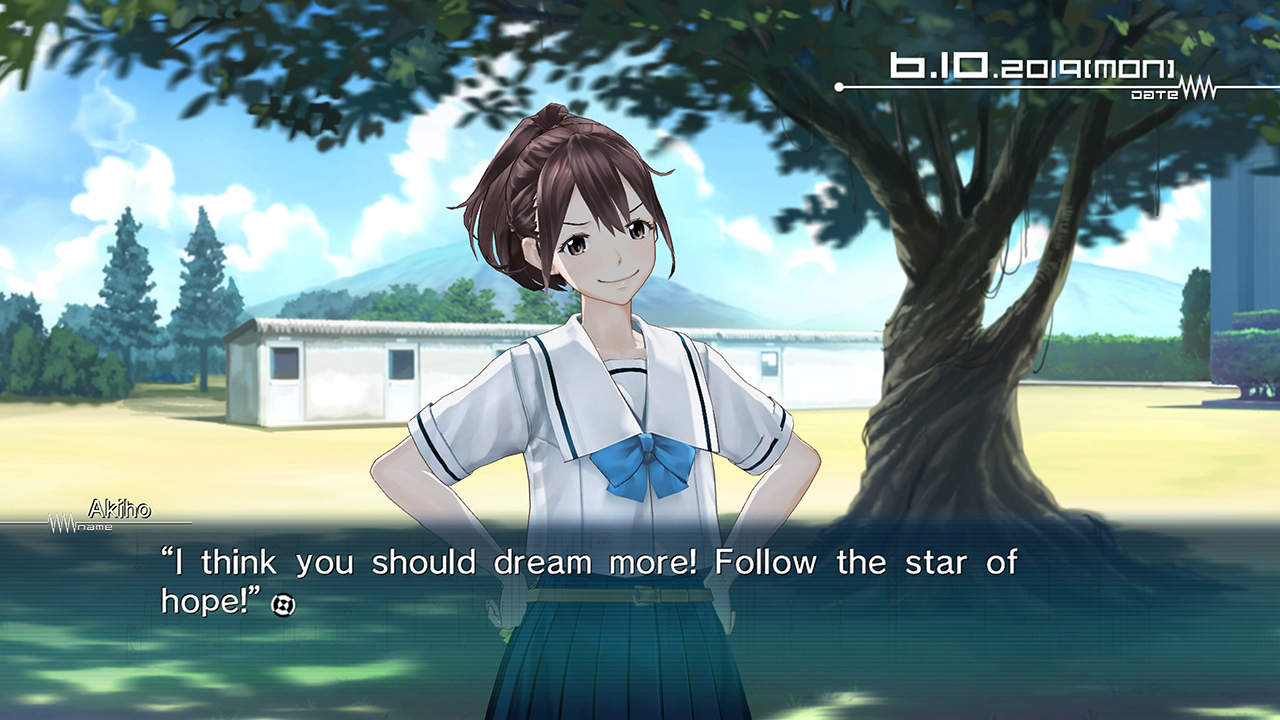 6.10.2019[MON]
DATE
Akiho
name
“I think you should dream more! Follow the star of
hope!”